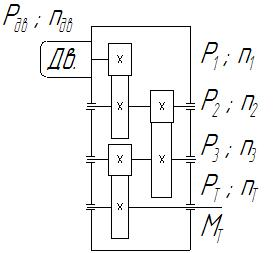 Pдв ; nдв
Дв.
P1 ; n1
P2 ; n2
P3 ; n3
PT ; nT
MT